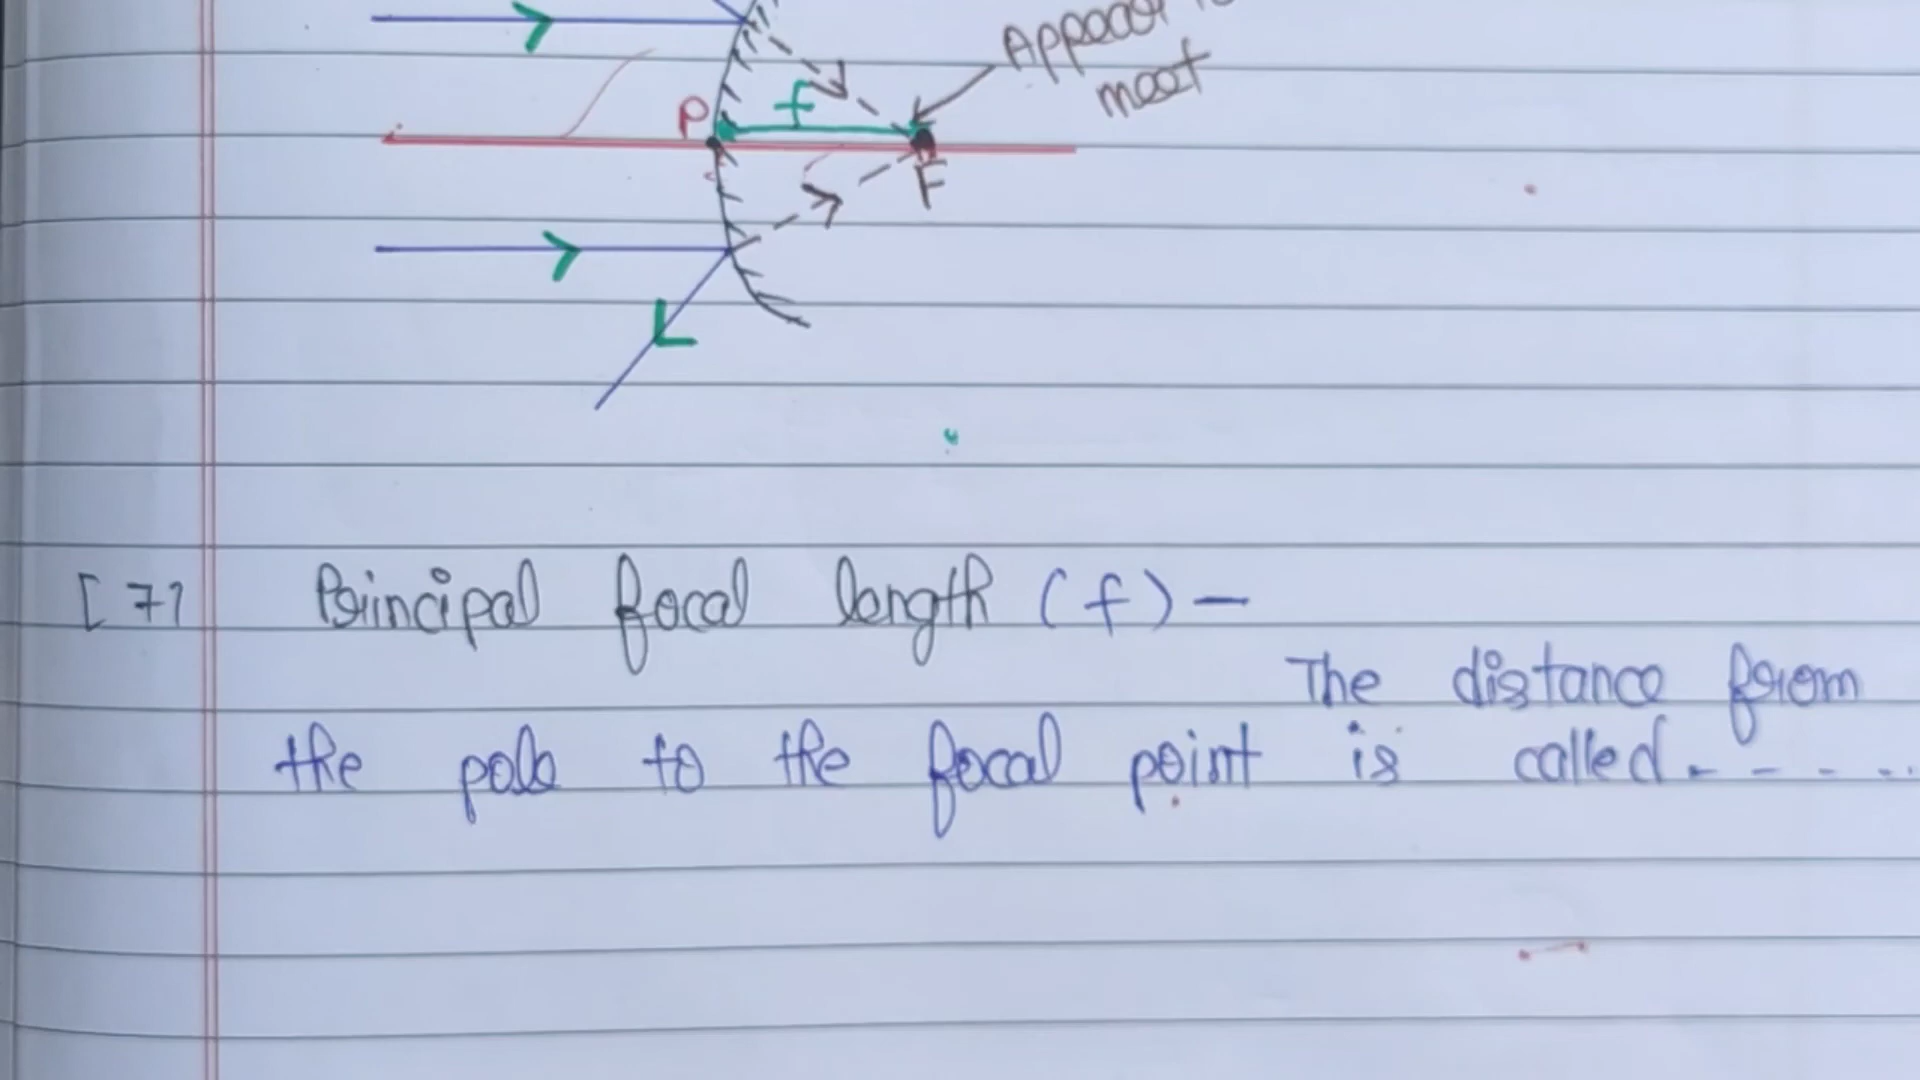 Appear
meet
P
f
F
[7] Principal focal length (f) -
The distance from
the pole to the focal point is called.- - - - ..